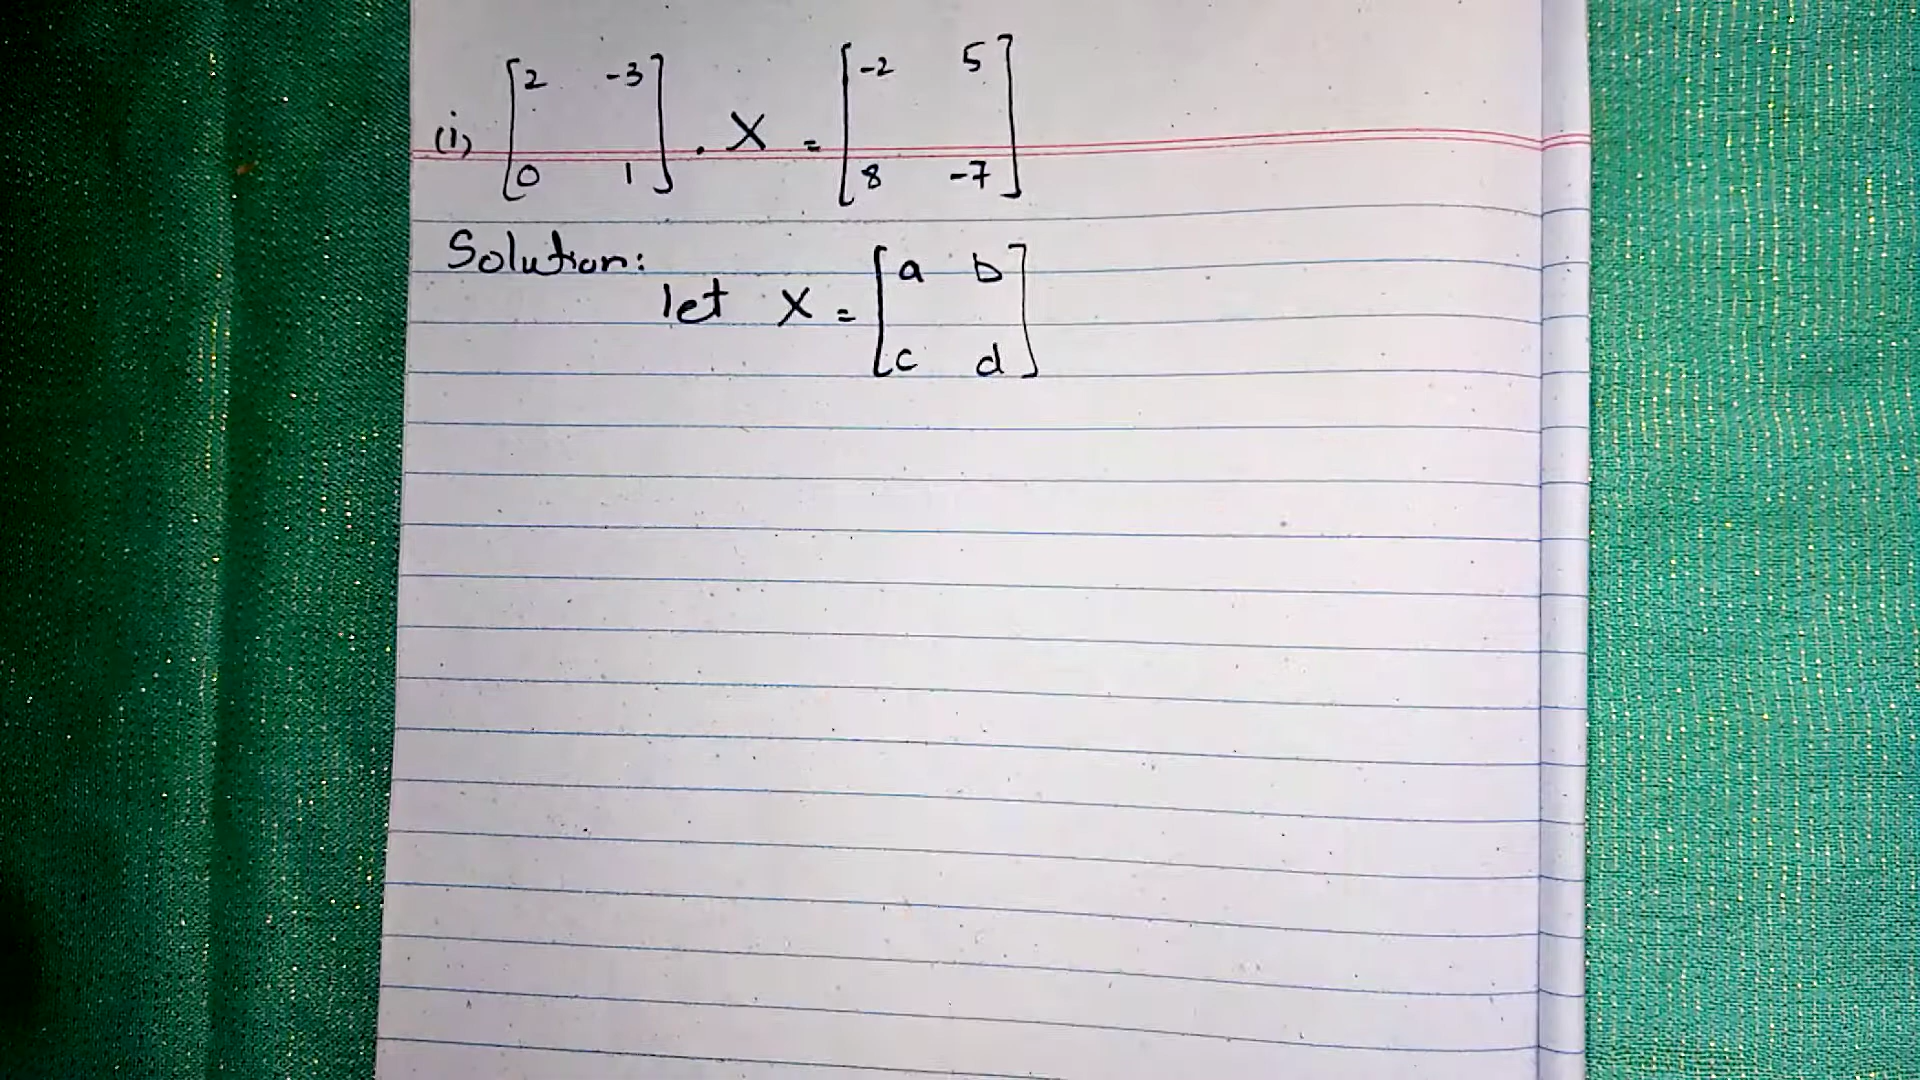 (i) [2 -3
0 1] . X = [-2 5
8 -7]
Solution:
let X = [a b
c d]